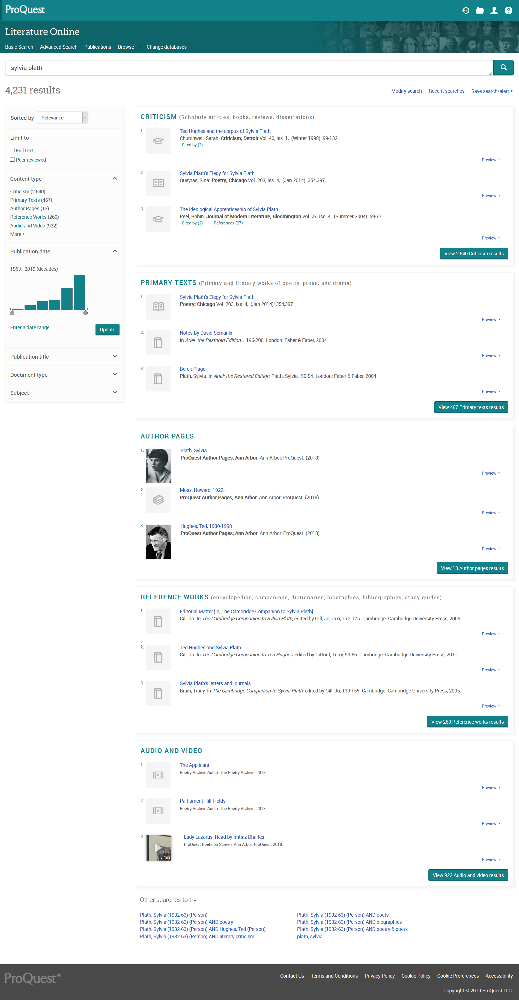 ProQuest
Literature Online
Basic Search Advanced Search Publications Browse | Change databases
sylvia plath
4,231 results
Modify search Recent searches Save search/alert
Sorted by Relevance
Limit to
Full text
Peer reviewed
Content type
Criticism (2,640)
Primary Texts (467)
Author Pages (13)
Reference Works (260)
Audio and Video (922)
More >
Publication date
1963 - 2019 (decades)
Enter a date range
Update
Publication title
Document type
Subject
CRITICISM (Scholarly articles, books, reviews, dissertations)
1. Ted Hughes and the corpus of Sylvia Plath
Churchwell, Sarah. Criticism; Detroit Vol. 40, Iss. 1, (Winter 1998): 99-132.
Cited by (3)
Preview
2. Sylvia Plath's Elegy for Sylvia Plath
Queyras, Sina. Poetry; Chicago Vol. 203, Iss. 4, (Jan 2014): 354,397.
Preview
3. The Ideological Apprenticeship of Sylvia Plath
Peel, Robin. Journal of Modern Literature; Bloomington Vol. 27, Iss. 4, (Summer 2004): 59-72.
Cited by (2) References (27)
Preview
View 2,640 Criticism results
PRIMARY TEXTS (Primary and literary works of poetry, prose, and drama)
1. Sylvia Plath's Elegy for Sylvia Plath
Poetry; Chicago Vol. 203, Iss. 4, (Jan 2014): 354,397.
Preview
2. Notes By David Semanki
In Ariel: the Restored Edition, , 196-200. London: Faber & Faber, 2004.
Preview
3. Berck-Plage
Plath, Sylvia. In Ariel: the Restored Edition, Plath, Sylvia, 50-54. London: Faber & Faber, 2004.
Preview
View 467 Primary texts results
AUTHOR PAGES
1. Plath, Sylvia
ProQuest Author Pages; Ann Arbor Ann Arbor: ProQuest. (2018)
Preview
2. Moss, Howard, 1922-
ProQuest Author Pages; Ann Arbor Ann Arbor: ProQuest. (2018)
Preview
3. Hughes, Ted, 1930-1998
ProQuest Author Pages; Ann Arbor Ann Arbor: ProQuest. (2018)
Preview
View 13 Author pages results
REFERENCE WORKS (encyclopedias, companions, dictionaries, biographies, bibliographies, study guides)
1. Editorial Matter [in, The Cambridge Companion to Sylvia Plath]
Gill, Jo. In The Cambridge Companion to Sylvia Plath, edited by Gill, Jo, i-xxi; 172-175. Cambridge: Cambridge University Press, 2005.
Preview
2. Ted Hughes and Sylvia Plath
Gill, Jo. In The Cambridge Companion to Ted Hughes, edited by Gifford, Terry, 53-66. Cambridge: Cambridge University Press, 2011.
Preview
3. Sylvia Plath's letters and journals
Brain, Tracy. In The Cambridge Companion to Sylvia Plath, edited by Gill, Jo, 139-155. Cambridge: Cambridge University Press, 2005.
Preview
View 260 Reference works results
AUDIO AND VIDEO
1. The Applicant
Poetry Archive Audio. The Poetry Archive. 2013.
Preview
2. Parliament Hill Fields
Poetry Archive Audio. The Poetry Archive. 2013.
Preview
3. Lady Lazarus. Read by Imtiaz Dharker.
ProQuest Poets on Screen. Ann Arbor: ProQuest. 2018.
3 min
Preview
View 922 Audio and video results
Other searches to try:
Plath, Sylvia (1932-63) (Person)
Plath, Sylvia (1932-63) (Person) AND poetry
Plath, Sylvia (1932-63) (Person) AND Hughes, Ted (Person)
Plath, Sylvia (1932-63) (Person) AND literary criticism
Plath, Sylvia (1932-63) (Person) AND poets
Plath, Sylvia (1932-63) (Person) AND biographies
Plath, Sylvia (1932-63) (Person) AND poetry & poets
plath, sylvia
ProQuest®
Contact Us Terms and Conditions Privacy Policy Cookie Policy Cookie Preferences Accessibility
Copyright © 2019 ProQuest LLC.